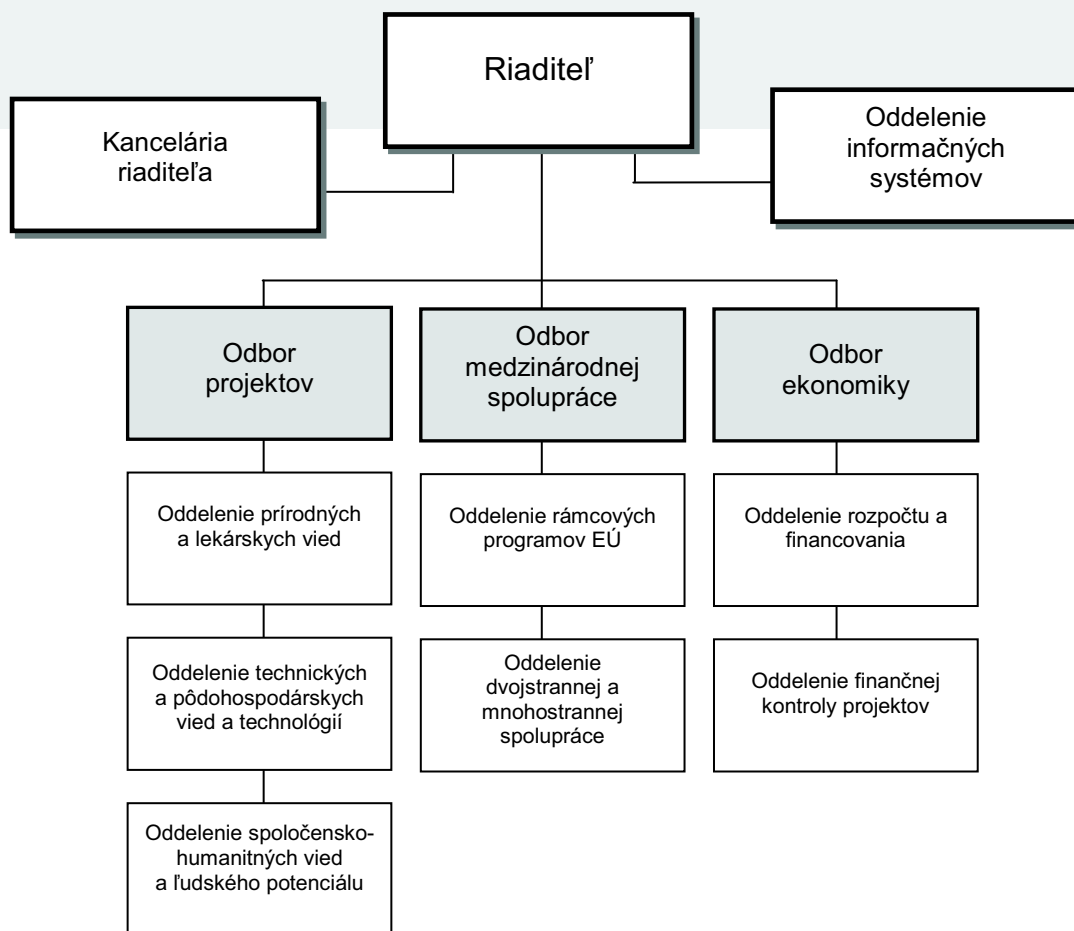 Riaditeľ
Kancelária
riaditeľa
Oddelenie
informačných
systémov
Odbor
projektov
Odbor
medzinárodnej
spolupráce
Odbor
ekonomiky
Oddelenie prírodných
a lekárskych vied
Oddelenie rámcových
programov EÚ
Oddelenie rozpočtu a
financovania
Oddelenie technických
a pôdohospodárskych
vied a technológií
Oddelenie
dvojstrannej a
mnohostrannej
spolupráce
Oddelenie finančnej
kontroly projektov
Oddelenie spoločensko-
humanitných vied
a ľudského potenciálu